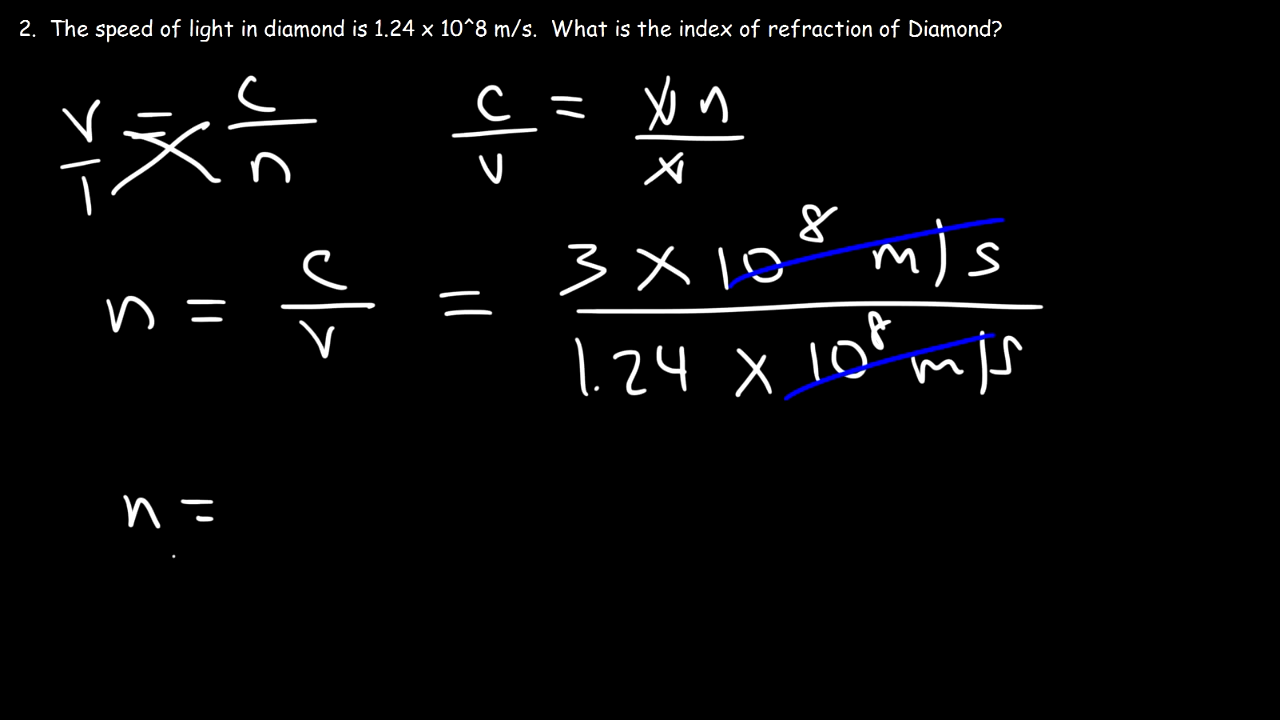 2. The speed of light in diamond is 1.24 x 10^8 m/s. What is the index of refraction of Diamond?
v/1 = c/n    c/v = vn/v
n = c/v = 3 x 10^8 m/s / 1.24 x 10^8 m/s
n =